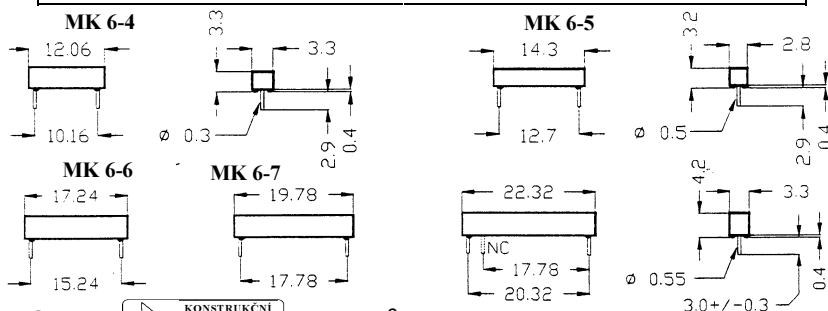 MK 6-4
12.06
3.3
3.3
10.16
ø 0.3
2.9
0.4
MK 6-5
14.3
3.2
2.8
12.7
ø 0.5
2.9
0.4
MK 6-6
17.24
15.24
MK 6-7
19.78
17.78
22.32
NC
17.78
20.32
4.2
3.3
ø 0.55
0.4
3.0+/-0.3
KONSTRUKČNÍ